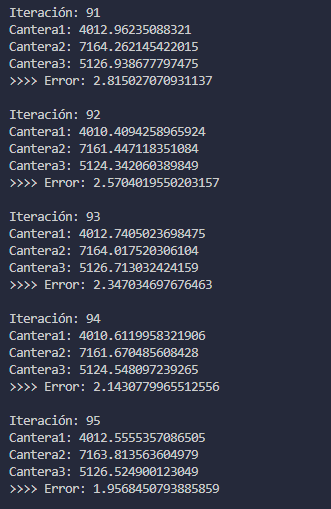 Iteración: 91
Cantera1: 4012.96235088321
Cantera2: 7164.262145422015
Cantera3: 5126.938677797475
>>>> Error: 2.815027070931137
Iteración: 92
Cantera1: 4010.4094258965924
Cantera2: 7161.447118351084
Cantera3: 5124.342060389849
>>>> Error: 2.5704019550203157
Iteración: 93
Cantera1: 4012.7405023698475
Cantera2: 7164.017520306104
Cantera3: 5126.713032424159
>>>> Error: 2.347034697676463
Iteración: 94
Cantera1: 4010.6119958321906
Cantera2: 7161.670485608428
Cantera3: 5124.548097239265
>>>> Error: 2.1430779965512556
Iteración: 95
Cantera1: 4012.5555357086505
Cantera2: 7163.813563604979
Cantera3: 5126.524900123049
>>>> Error: 1.9568450793885859